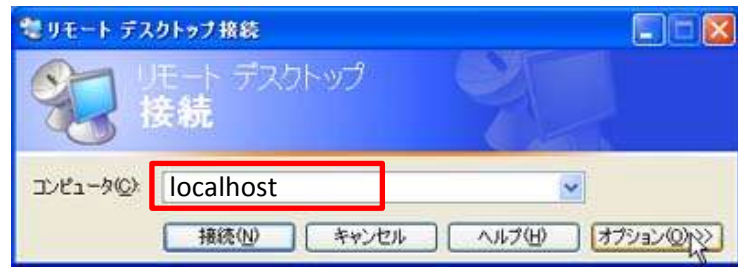 リモート デスクトップ接続
リモート デスクトップ
接続
コンピュータ(C): localhost
接続(N) キャンセル ヘルプ(H) オプション(O) >>